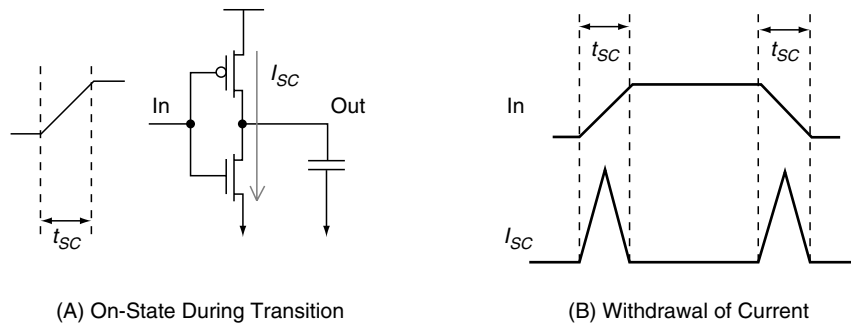 t_SC
t_SC
I_SC
In
Out
In
t_SC
I_SC
(A) On-State During Transition
(B) Withdrawal of Current